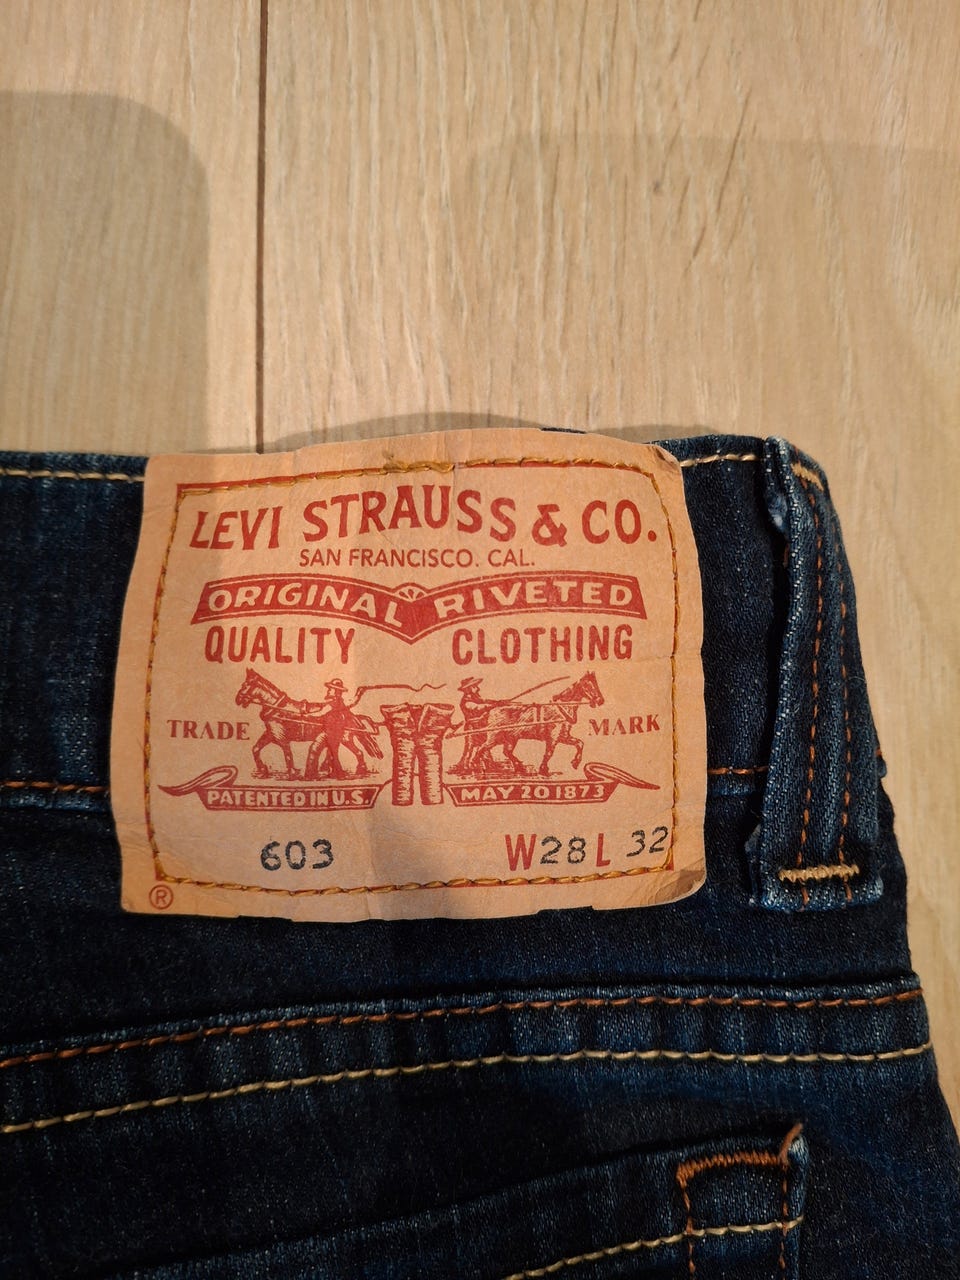 LEVI STRAUSS & CO.
SAN FRANCISCO. CAL.
ORIGINAL RIVETED
QUALITY CLOTHING
TRADE MARK
PATENTED IN U.S. MAY 20 1873
603 W28 L 32
®